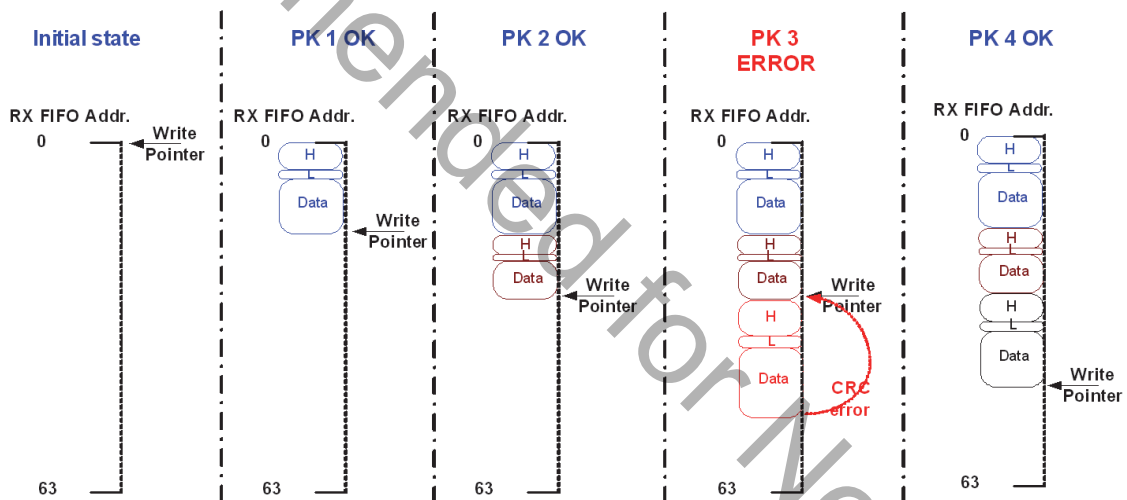 Initial state
RX FIFO Addr.
0
Write
Pointer
63
PK 1 OK
RX FIFO Addr.
0
H
L
Data
Write
Pointer
63
PK 2 OK
RX FIFO Addr.
0
H
L
Data
H
L
Data
Write
Pointer
63
PK 3
ERROR
RX FIFO Addr.
0
H
L
Data
H
L
Data
Write
Pointer
H
L
Data
CRC
error
63
PK 4 OK
RX FIFO Addr.
0
H
L
Data
H
L
Data
H
L
Data
Write
Pointer
63
mended for Ne